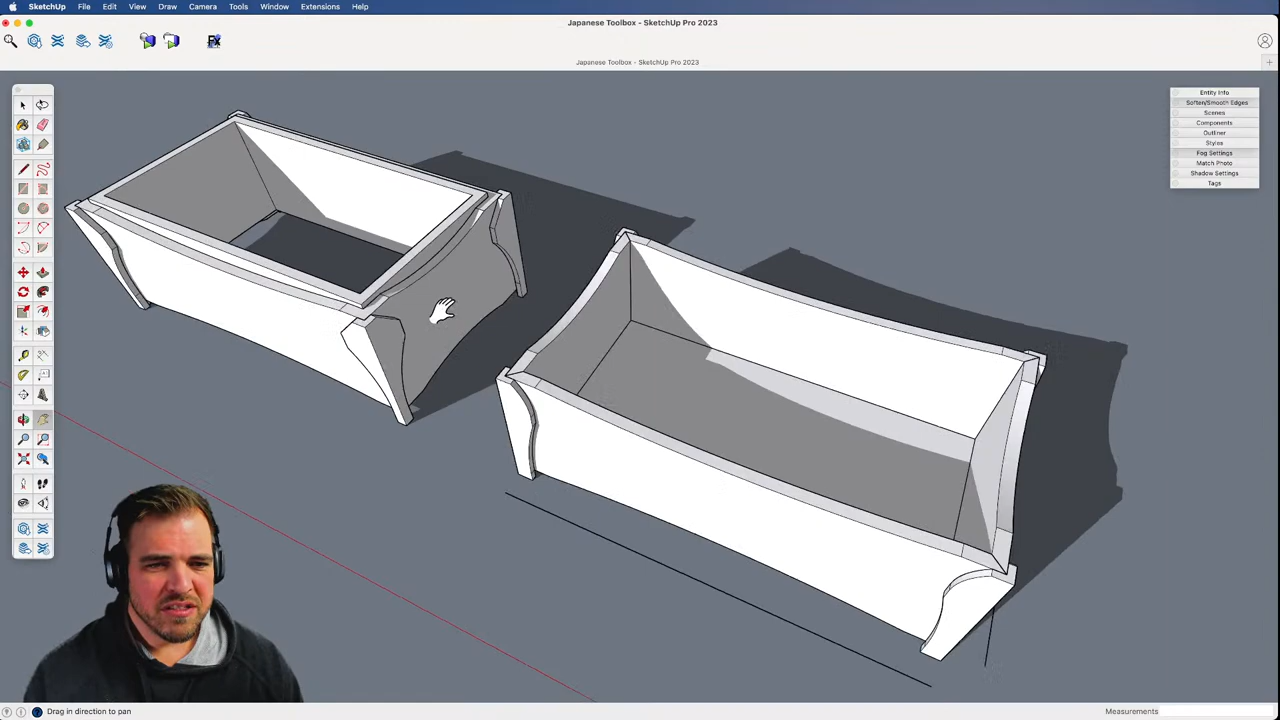 SketchUp File Edit View Draw Camera Tools Window Extensions Help
Japanese Toolbox - SketchUp Pro 2023
Japanese Toolbox - SketchUp Pro 2023
Entity Info
Soften/Smooth Edges
Scenes
Components
Outliner
Styles
Fog Settings
Match Photo
Shadow Settings
Tags
Drag in direction to pan
Measurements